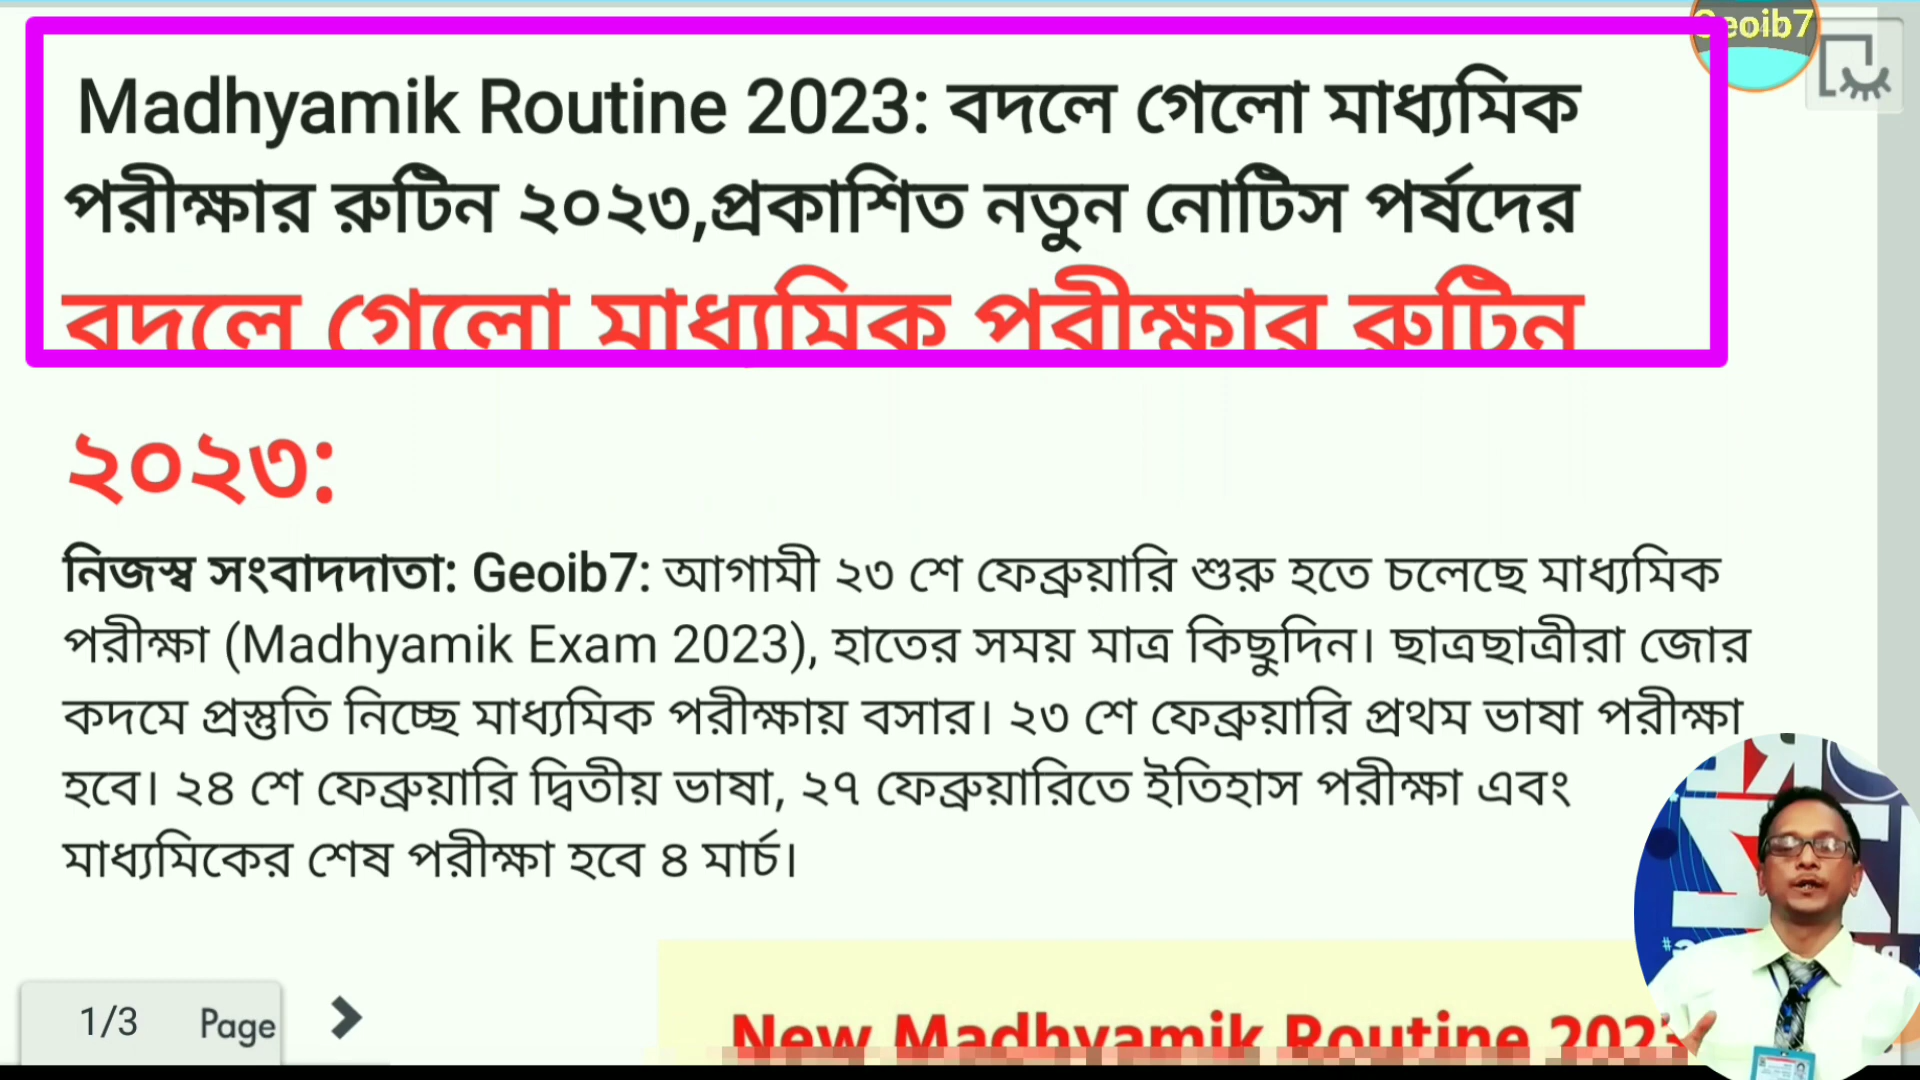 Geoib7
Madhyamik Routine 2023: বদলে গেলো মাধ্যমিক
পরীক্ষার রুটিন ২০২৩,প্রকাশিত নতুন নোটিস পর্ষদের
বদলে গেলো মাধ্যমিক পরীক্ষার রুটিন
২০২৩:
নিজস্ব সংবাদদাতা: Geoib7: আগামী ২৩ শে ফেব্রুয়ারি শুরু হতে চলেছে মাধ্যমিক
পরীক্ষা (Madhyamik Exam 2023), হাতের সময় মাত্র কিছুদিন। ছাত্রছাত্রীরা জোর
কদমে প্রস্তুতি নিচ্ছে মাধ্যমিক পরীক্ষায় বসার। ২৩ শে ফেব্রুয়ারি প্রথম ভাষা পরীক্ষা
হবে। ২৪ শে ফেব্রুয়ারি দ্বিতীয় ভাষা, ২৭ ফেব্রুয়ারিতে ইতিহাস পরীক্ষা এবং
মাধ্যমিকের শেষ পরীক্ষা হবে ৪ মার্চ।
1/3 Page
New Madhyamik Routine 2023